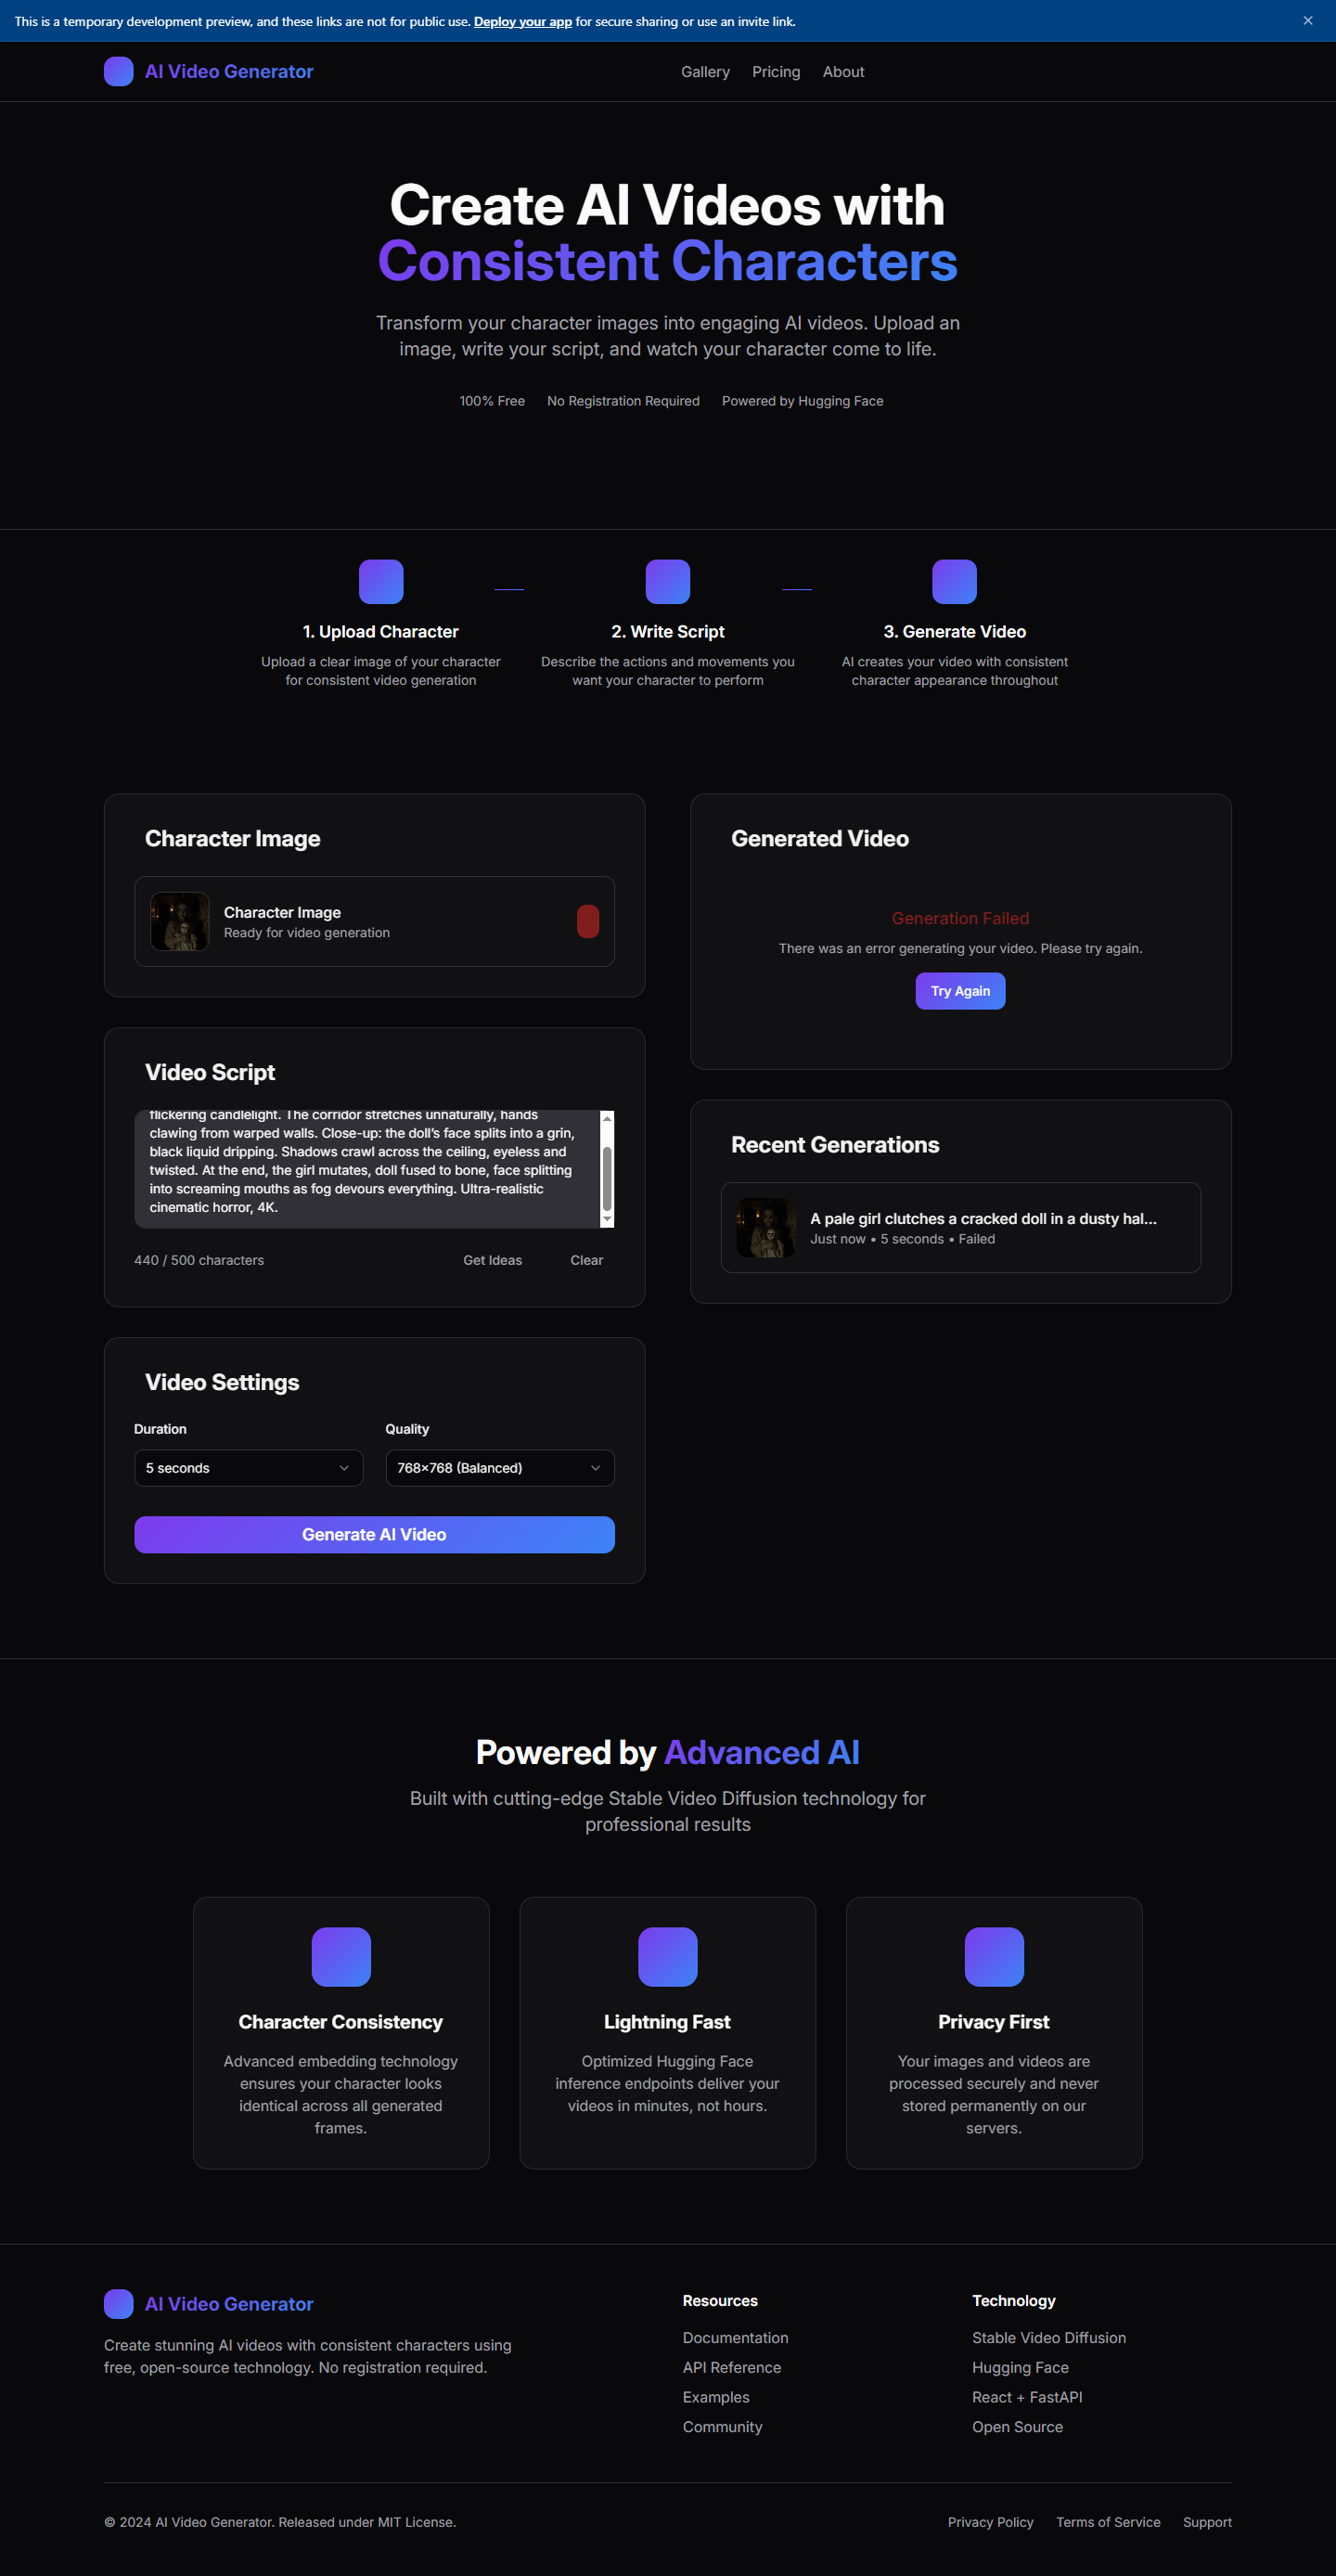 This is a temporary development preview, and these links are not for public use. Deploy your app for secure sharing or use an invite link.
AI Video Generator
Gallery
Pricing
About
Create AI Videos with
Consistent Characters
Transform your character images into engaging AI videos. Upload an
image, write your script, and watch your character come to life.
100% Free
No Registration Required
Powered by Hugging Face
1. Upload Character
Upload a clear image of your character
for consistent video generation
2. Write Script
Describe the actions and movements you
want your character to perform
3. Generate Video
AI creates your video with consistent
character appearance throughout
Character Image
Character Image
Ready for video generation
Video Script
flickering candlelight. The corridor stretches unnaturally, hands
clawing from warped walls. Close-up: the doll's face splits into a grin,
black liquid dripping. Shadows crawl across the ceiling, eyeless and
twisted. At the end, the girl mutates, doll fused to bone, face splitting
into screaming mouths as fog devours everything. Ultra-realistic
cinematic horror, 4K.
440 / 500 characters
Get Ideas
Clear
Video Settings
Duration
Quality
5 seconds
768×768 (Balanced)
Generate AI Video
Generated Video
Generation Failed
There was an error generating your video. Please try again.
Try Again
Recent Generations
A pale girl clutches a cracked doll in a dusty hal...
Just now • 5 seconds • Failed
Powered by Advanced AI
Built with cutting-edge Stable Video Diffusion technology for
professional results
Character Consistency
Advanced embedding technology
ensures your character looks
identical across all generated
frames.
Lightning Fast
Optimized Hugging Face
inference endpoints deliver your
videos in minutes, not hours.
Privacy First
Your images and videos are
processed securely and never
stored permanently on our
servers.
AI Video Generator
Create stunning AI videos with consistent characters using
free, open-source technology. No registration required.
Resources
Documentation
API Reference
Examples
Community
Technology
Stable Video Diffusion
Hugging Face
React + FastAPI
Open Source
© 2024 AI Video Generator. Released under MIT License.
Privacy Policy
Terms of Service
Support